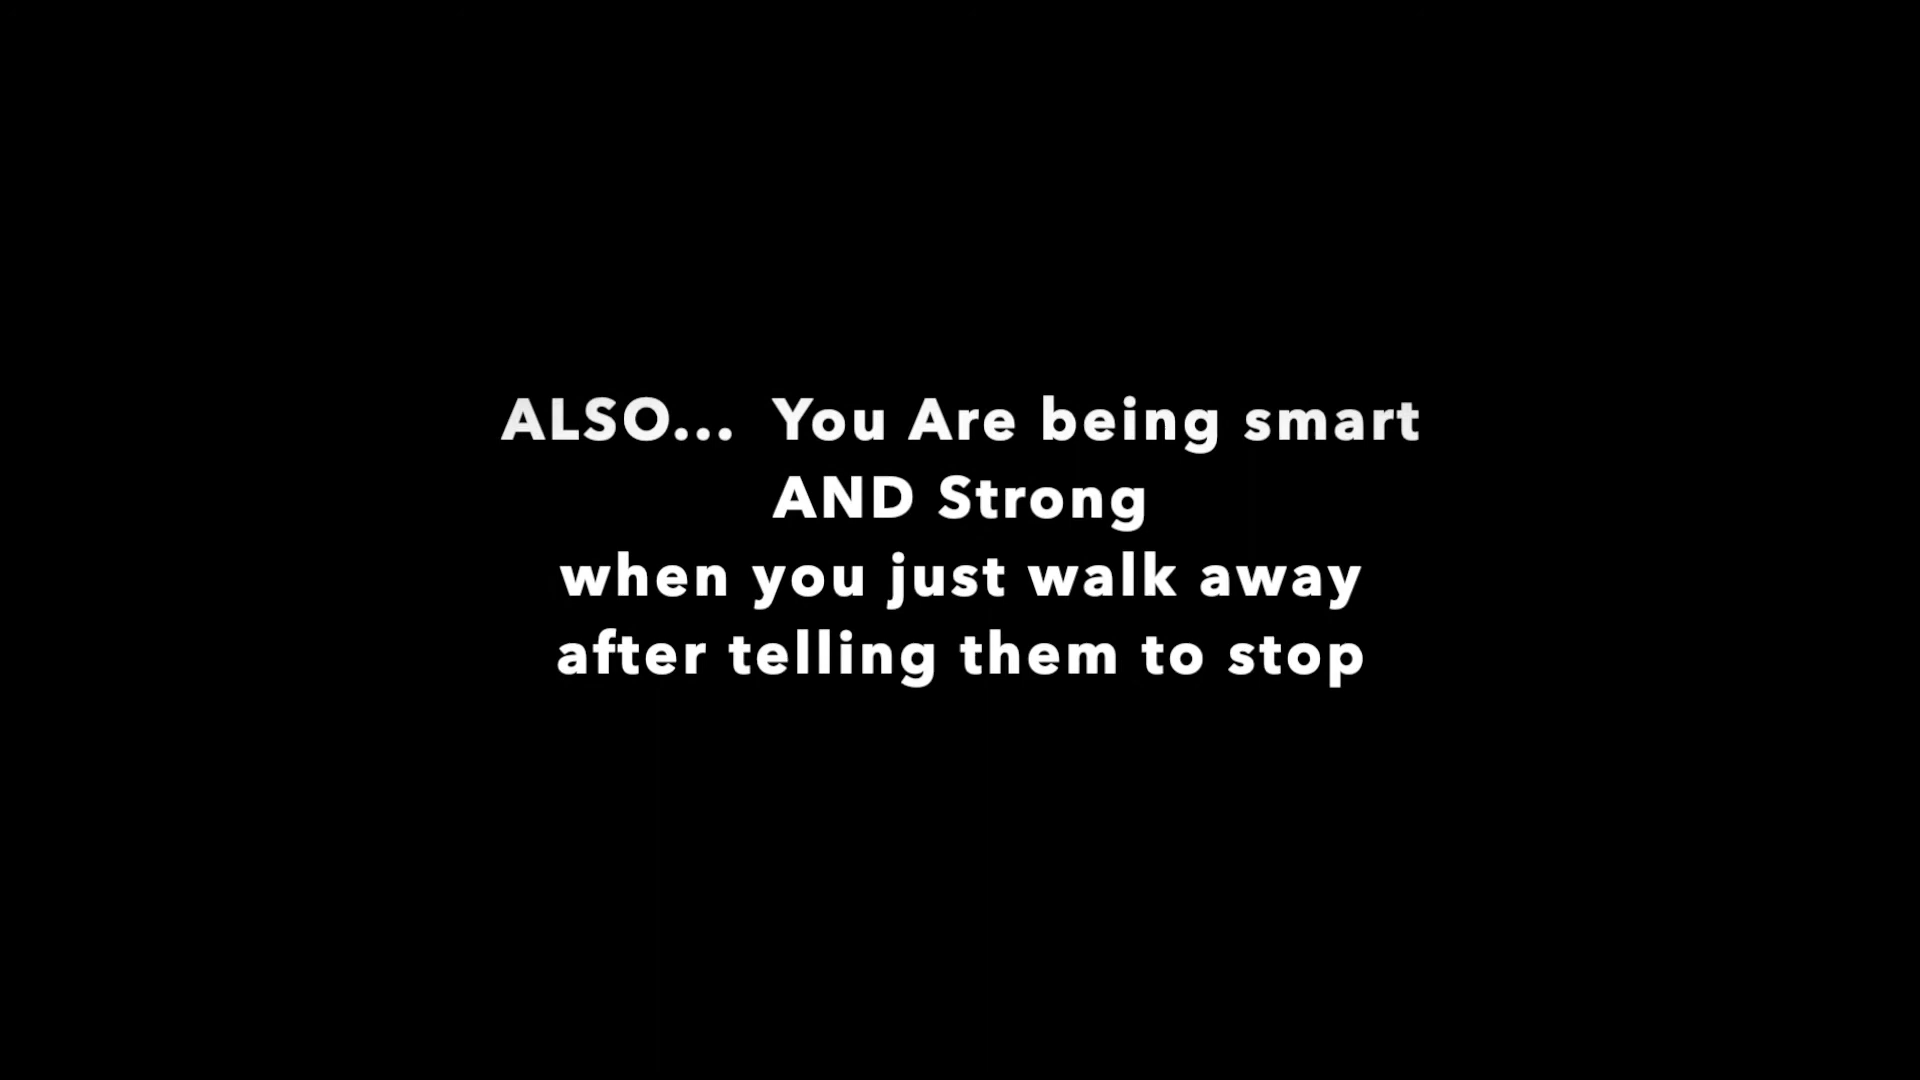 ALSO...  You Are being smart
AND Strong
when you just walk away
after telling them to stop